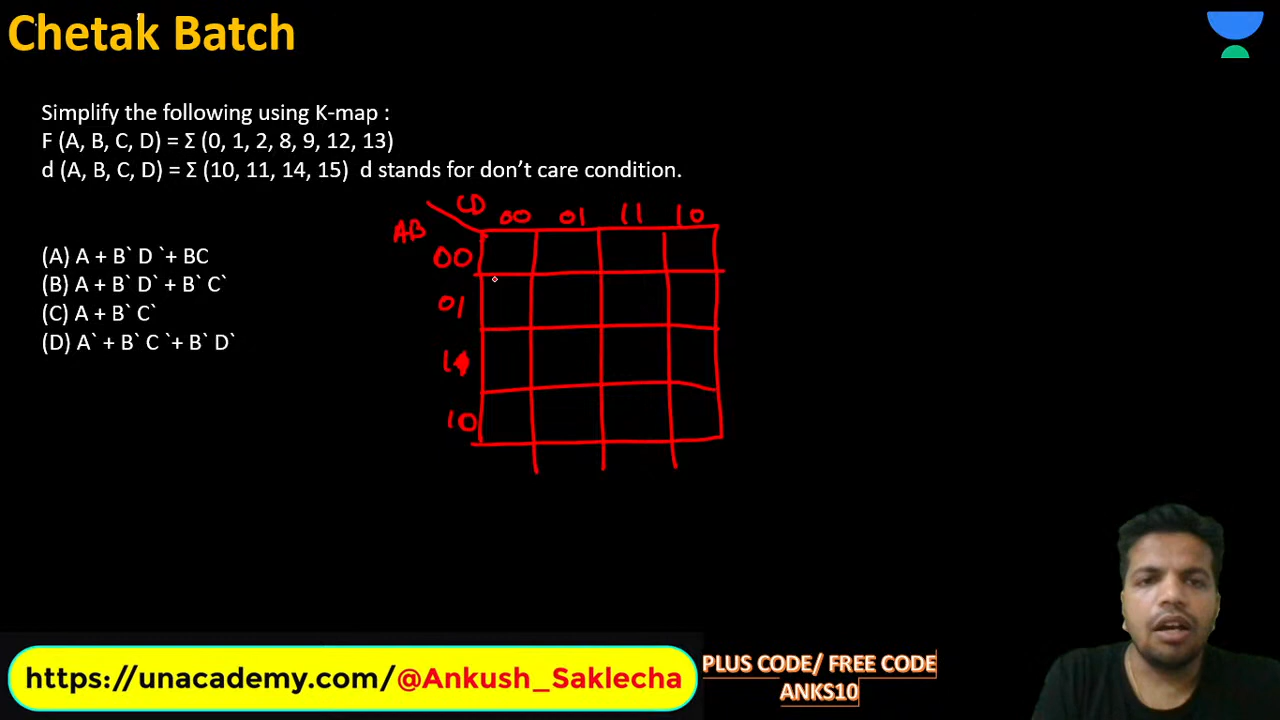 Chetak Batch
Simplify the following using K-map :
F (A, B, C, D) = Σ (0, 1, 2, 8, 9, 12, 13)
d (A, B, C, D) = Σ (10, 11, 14, 15)  d stands for don’t care condition.
CD
00 01 11 10
AB
00
01
11
10
(A) A + B` D `+ BC
(B) A + B` D` + B` C`
(C) A + B` C`
(D) A` + B` C `+ B` D`
https://unacademy.com/@Ankush_Saklecha
PLUS CODE/ FREE CODE
ANKS10